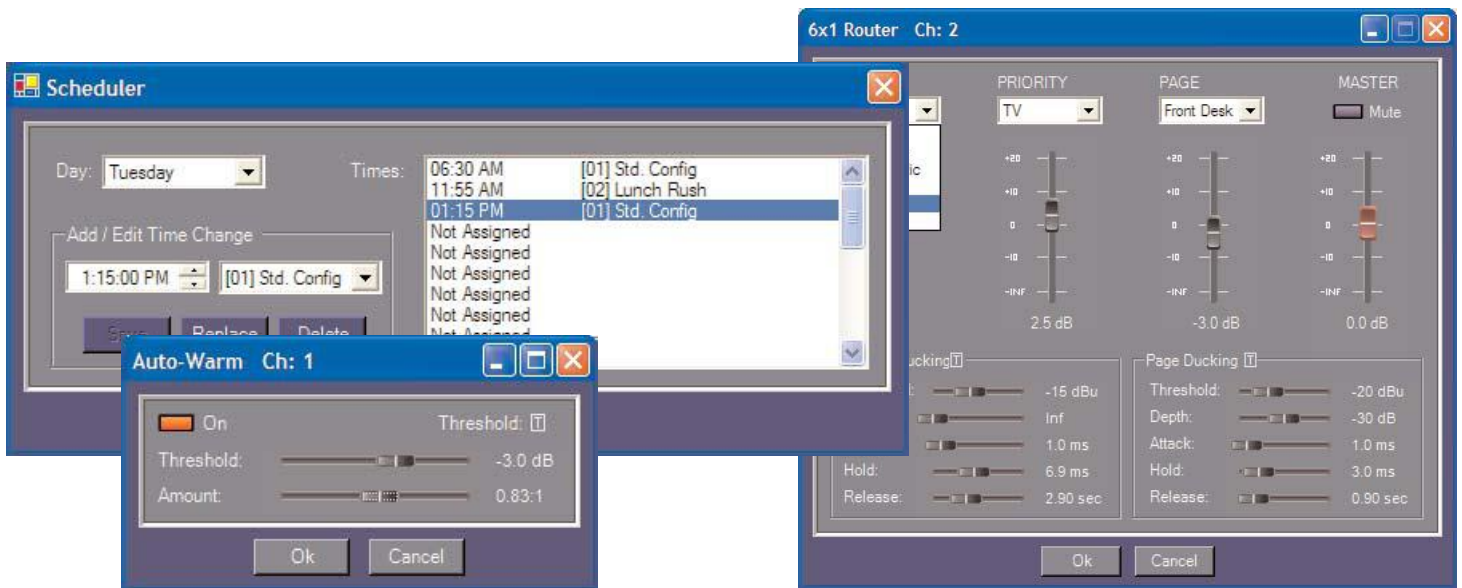 6x1 Router Ch: 2
Scheduler
Day: Tuesday
Times:
06:30 AM [01] Std. Config
11:55 AM [02] Lunch Rush
01:15 PM [01] Std. Config
Not Assigned
Not Assigned
Not Assigned
Not Assigned
Not Assigned
Not Assigned
Add / Edit Time Change
1:15:00 PM [01] Std. Config
Save Replace Delete
Auto-Warm Ch: 1
On Threshold: T
Threshold: -3.0 dB
Amount: 0.83:1
Ok Cancel
PRIORITY PAGE MASTER
TV Front Desk Mute
ic
+20 +20 +20
+10 +10 +10
0 0 0
-10 -10 -10
-INF -INF -INF
2.5 dB -3.0 dB 0.0 dB
ucking T
-15 dBu
Inf
1.0 ms
Hold: 6.9 ms
Release: 2.90 sec
Page Ducking T
Threshold: -20 dBu
Depth: -30 dB
Attack: 1.0 ms
Hold: 3.0 ms
Release: 0.90 sec
Ok Cancel